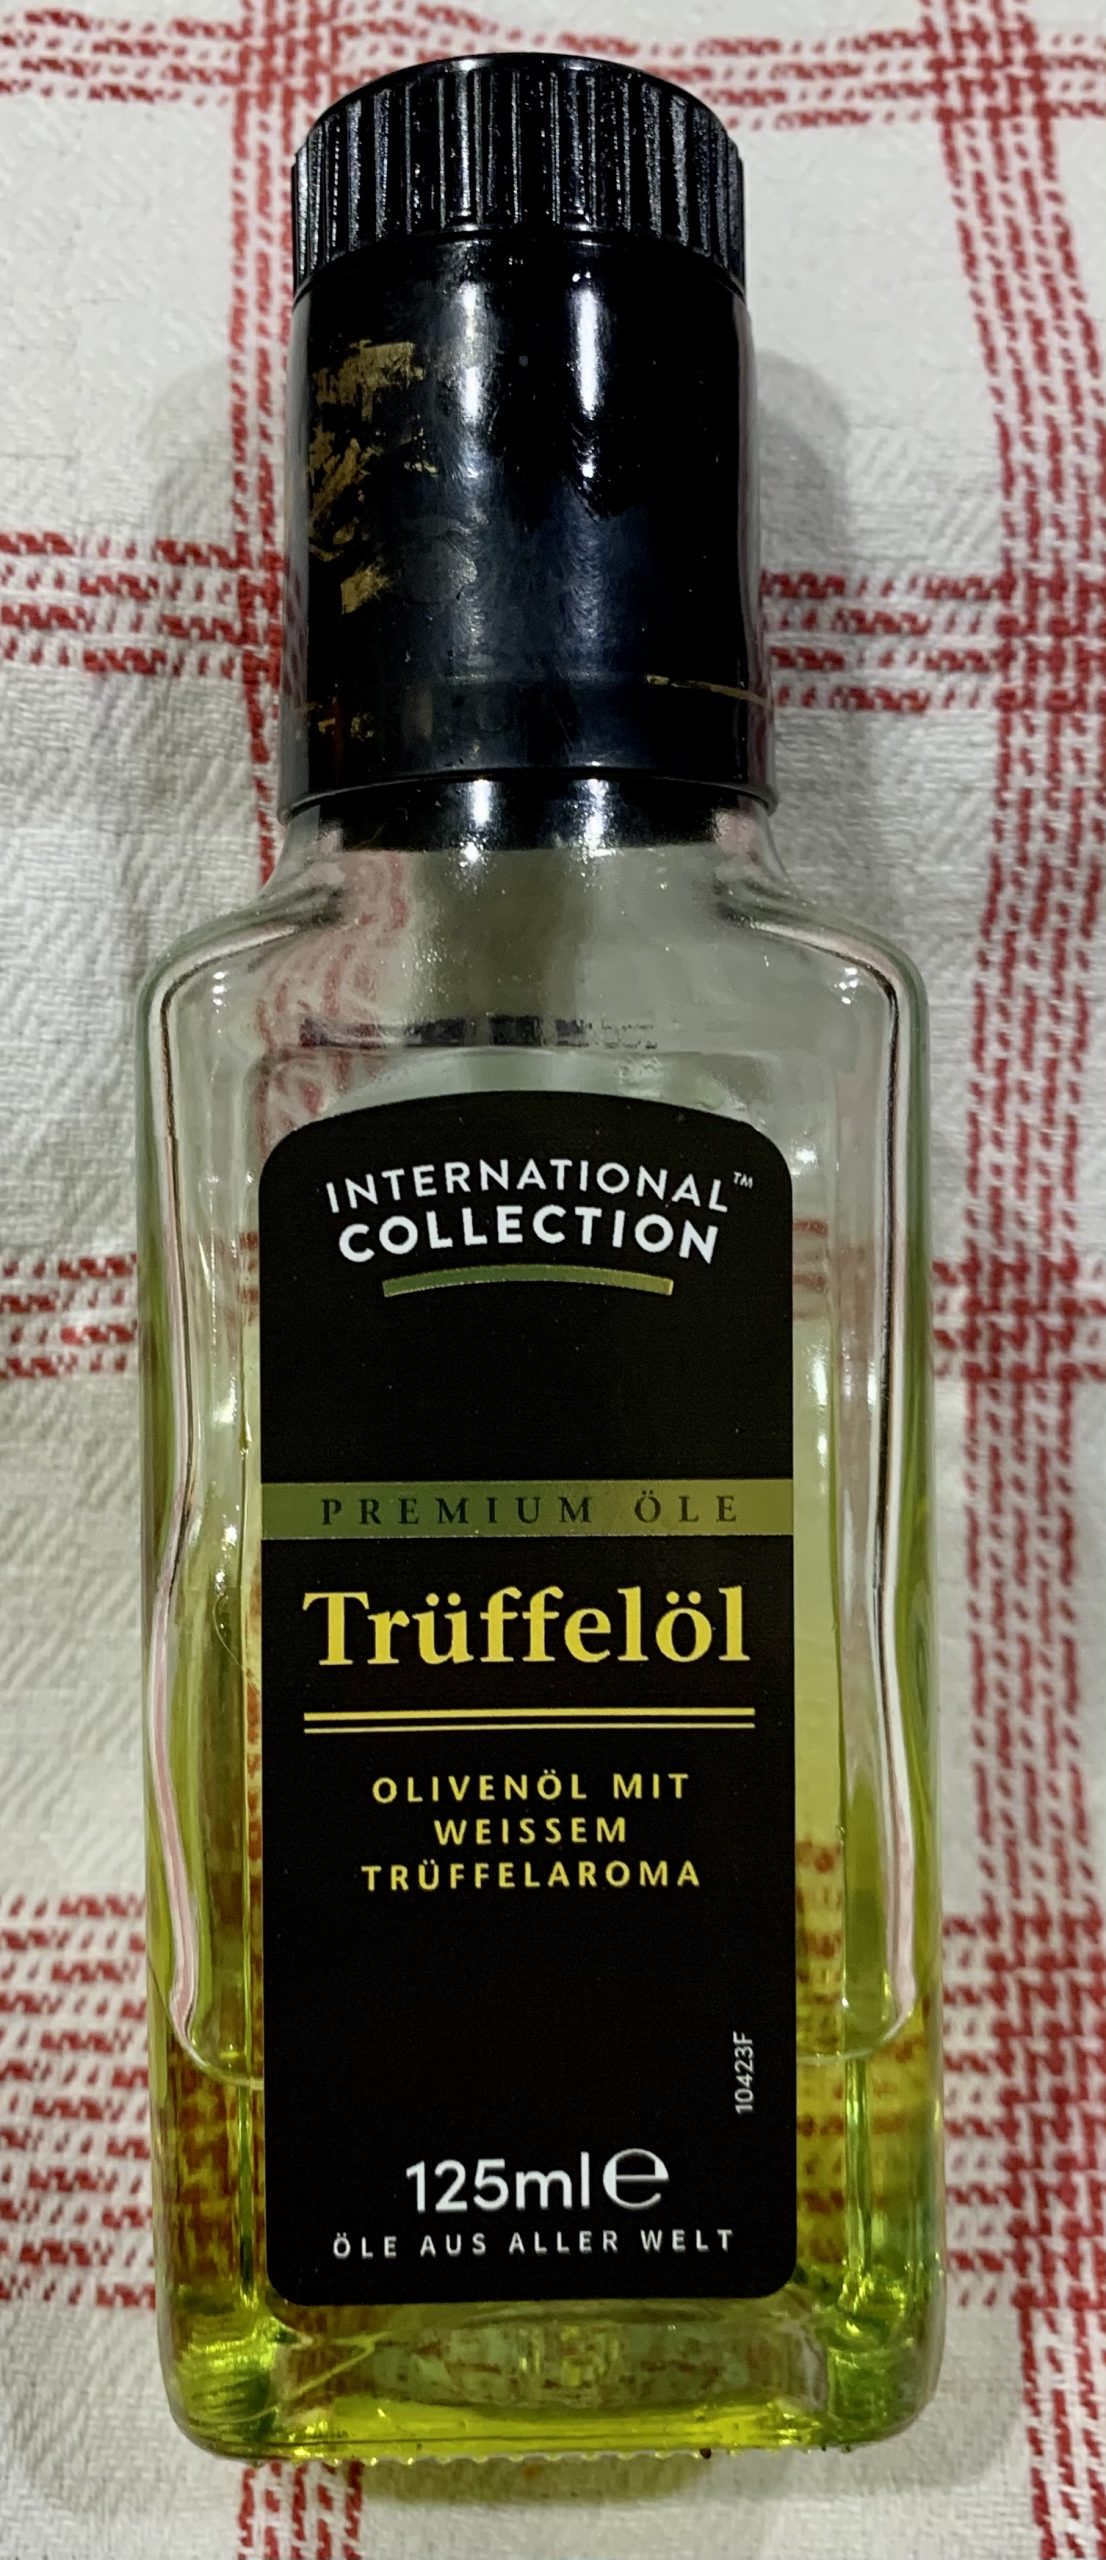 INTERNATIONAL™
COLLECTION
PREMIUM ÖLE
Trüffelöl
OLIVENÖL MIT
WEISSEM
TRÜFFELAROMA
10423F
125ml℮
ÖLE AUS ALLER WELT